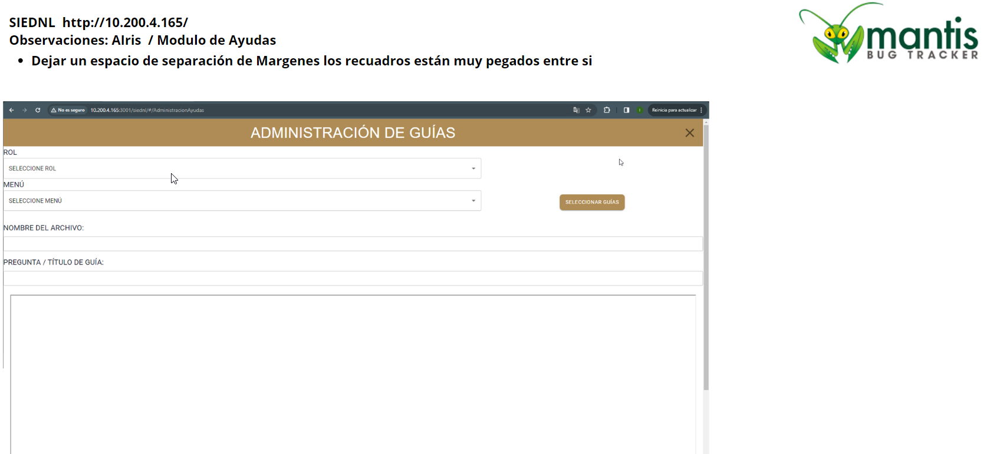 SIEDNL http://10.200.4.165/
Observaciones: AIris / Modulo de Ayudas
• Dejar un espacio de separación de Margenes los recuadros están muy pegados entre si
mantis
BUG TRACKER
No es seguro 10.200.4.165:3001/siednl/#/AdministracionAyudas
Reinicia para actualizar
ADMINISTRACIÓN DE GUÍAS
ROL
SELECCIONE ROL
MENÚ
SELECCIONE MENÚ
SELECCIONAR GUÍAS
NOMBRE DEL ARCHIVO:
PREGUNTA / TÍTULO DE GUÍA: